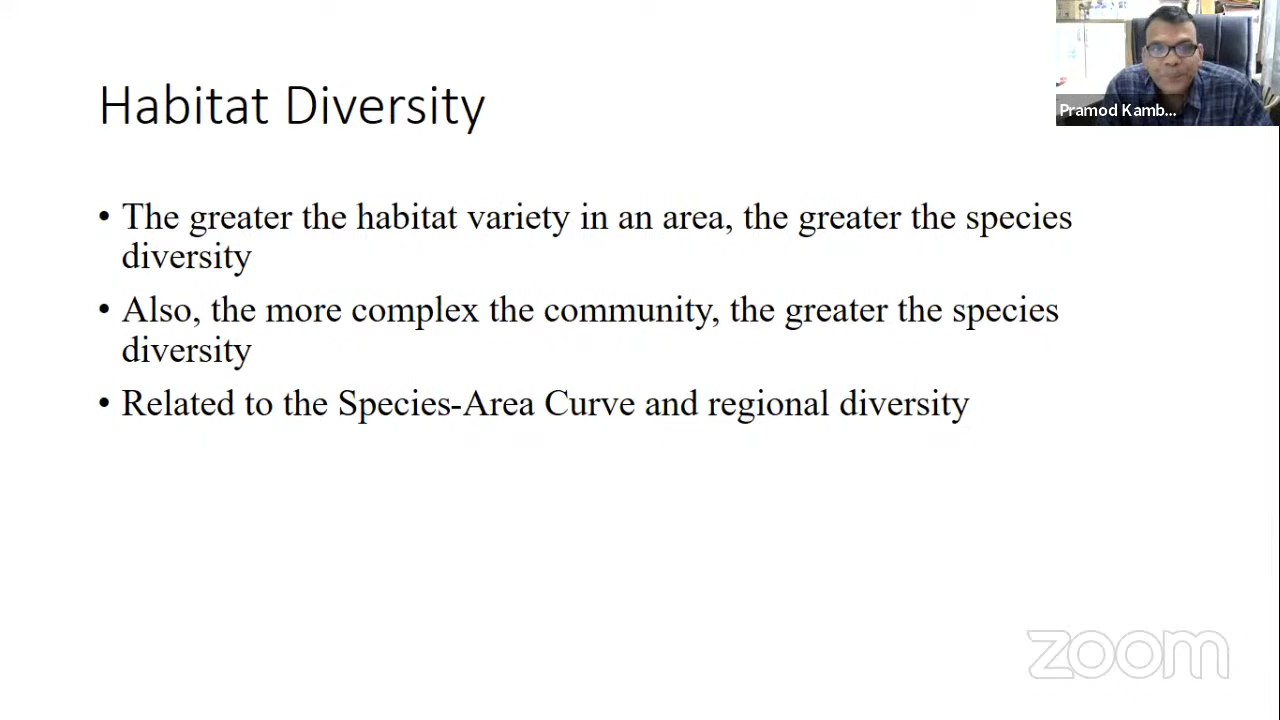 Habitat Diversity
Pramod Kamb...
• The greater the habitat variety in an area, the greater the species
diversity
• Also, the more complex the community, the greater the species
diversity
• Related to the Species-Area Curve and regional diversity
zoom